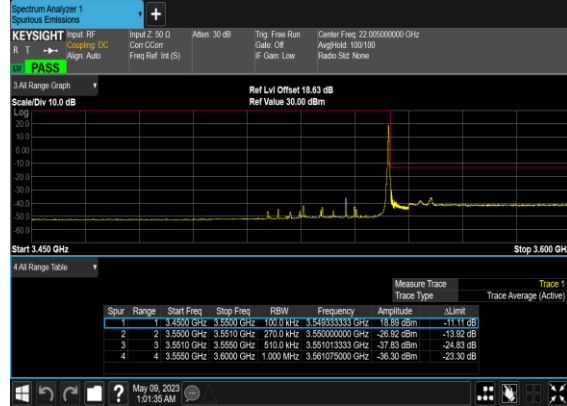 Spectrum Analyzer 1
Spurious Emissions
KEYSIGHT Input: RF Input Z: 50 Ω Atten: 30 dB Trig: Free Run Center Freq: 22.005000000 GHz
R T Coupling: DC Corr CCorr Gate: Off Avg|Hold: 100/100
Align: Auto Freq Ref: Int (S) IF Gain: Low Radio Std: None
PASS
3 All Range Graph
Ref Lvl Offset 18.63 dB
Scale/Div 10.0 dB Ref Value 30.00 dBm
Log
20.0
10.0
0.00
-10.0
-20.0
-30.0
-40.0
-50.0
-60.0
Start 3.450 GHz Stop 3.600 GH
4 All Range Table
Measure Trace Trace 1
Trace Type Trace Average (Active)
Spur Range Start Freq Stop Freq RBW Frequency Amplitude ΔLimit
1 1 3.4500 GHz 3.5500 GHz 100.0 kHz 3.549333333 GHz 18.89 dBm -11.11 dB
2 2 3.5500 GHz 3.5510 GHz 270.0 kHz 3.550000000 GHz -26.92 dBm -13.92 dB
3 3 3.5510 GHz 3.5550 GHz 510.0 kHz 3.551013333 GHz -37.83 dBm -24.83 dB
4 4 3.5550 GHz 3.6000 GHz 1.000 MHz 3.561075000 GHz -36.30 dBm -23.30 dB
May 09, 2023
1:01:35 AM